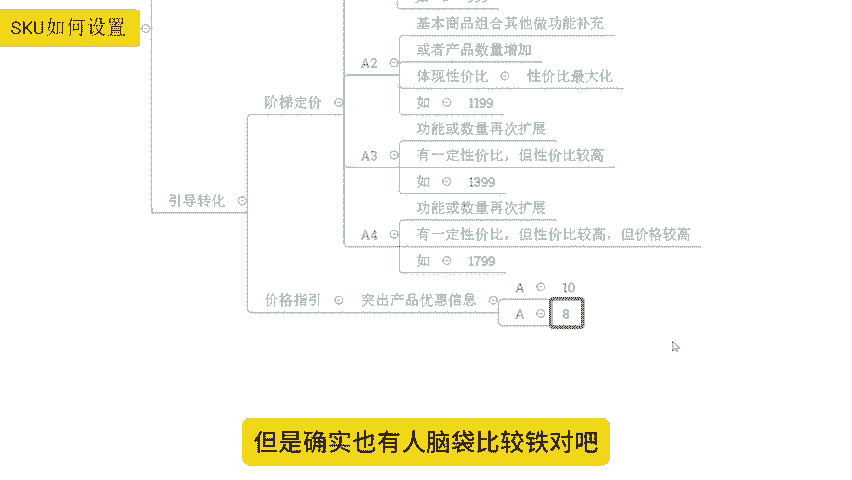 SKU如何设置
基本商品组合其他做功能补充
或者产品数量增加
A2
体现性价比 性价比最大化
如 1199
阶梯定价
功能或数量再次扩展
A3
有一定性价比，但性价比较高
如 1399
引导转化
功能或数量再次扩展
A4
有一定性价比，但性价比较高，但价格较高
如 1799
价格指引 突出产品优惠信息
A 10
A 8
但是确实也有人脑袋比较铁对吧